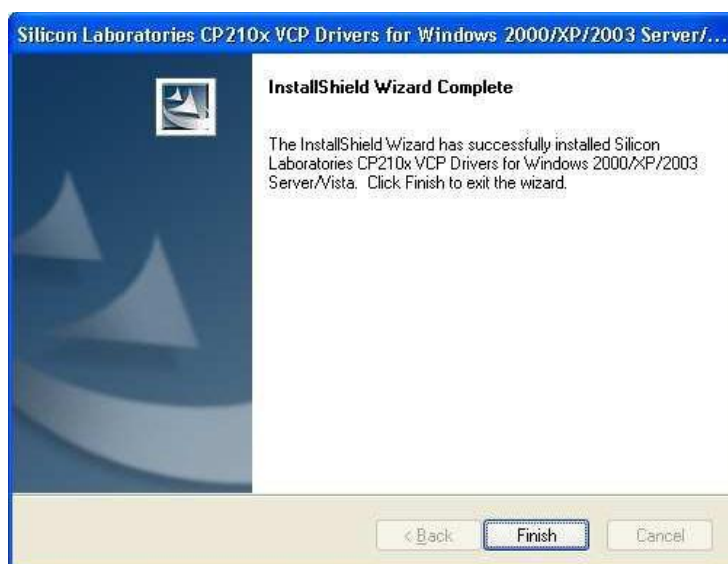 Silicon Laboratories CP210x VCP Drivers for Windows 2000/XP/2003 Server/...
InstallShield Wizard Complete
The InstallShield Wizard has successfully installed Silicon
Laboratories CP210x VCP Drivers for Windows 2000/XP/2003
Server/Vista. Click Finish to exit the wizard.
< Back
Finish
Cancel